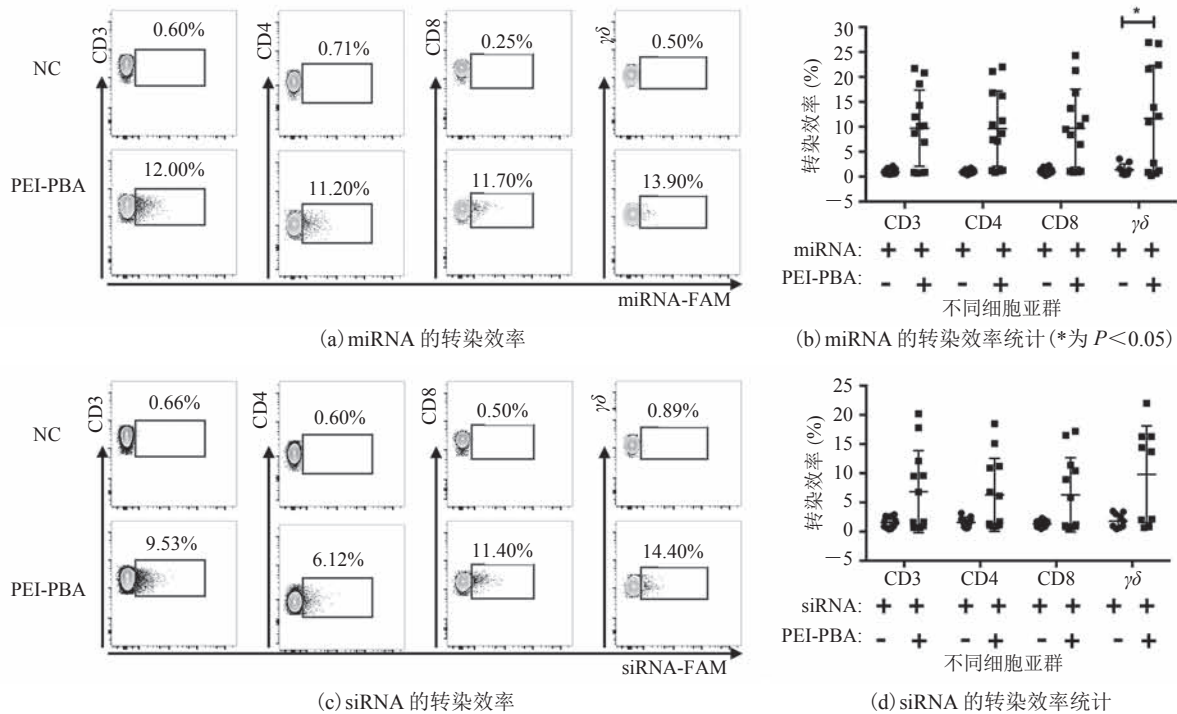 CD3
0.60%
CD4
0.71%
CD8
0.25%
γδ
0.50%
NC
PEI-PBA
12.00%
11.20%
11.70%
13.90%
miRNA-FAM
(a) miRNA 的转染效率
*
转染效率 (%)
30
25
20
15
10
5
0
-5
CD3 CD4 CD8 γδ
miRNA: + + + + + + + +
PEI-PBA: - + - + - + - +
不同细胞亚群
(b) miRNA 的转染效率统计 (*为 P<0.05)
CD3
0.66%
CD4
0.60%
CD8
0.50%
γδ
0.89%
NC
PEI-PBA
9.53%
6.12%
11.40%
14.40%
siRNA-FAM
(c) siRNA 的转染效率
转染效率 (%)
25
20
15
10
5
0
-5
CD3 CD4 CD8 γδ
siRNA: + + + + + + + +
PEI-PBA: - + - + - + - +
不同细胞亚群
(d) siRNA 的转染效率统计